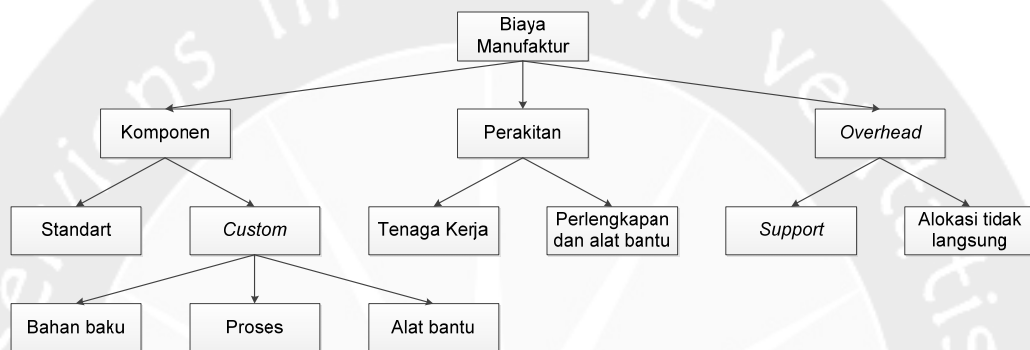 Biaya
Manufaktur
Komponen
Perakitan
Overhead
Standart
Custom
Tenaga Kerja
Perlengkapan
dan alat bantu
Support
Alokasi tidak
langsung
Bahan baku
Proses
Alat bantu